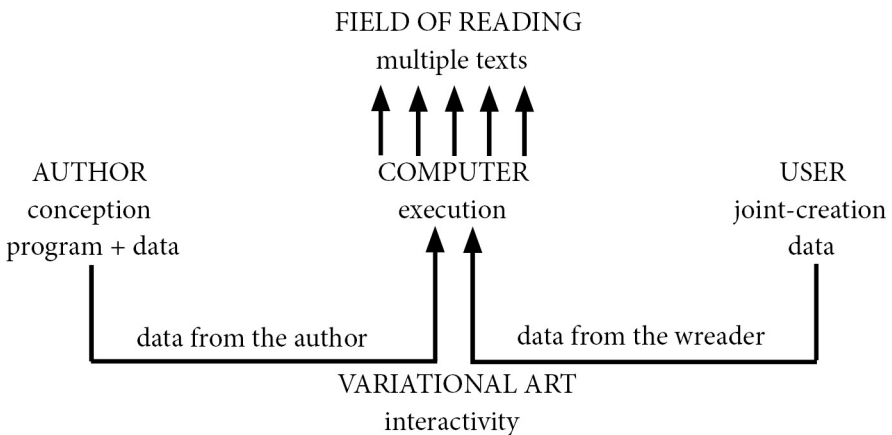 FIELD OF READING
multiple texts
AUTHOR
conception
program + data
COMPUTER
execution
USER
joint-creation
data
data from the author
data from the wreader
VARIATIONAL ART
interactivity